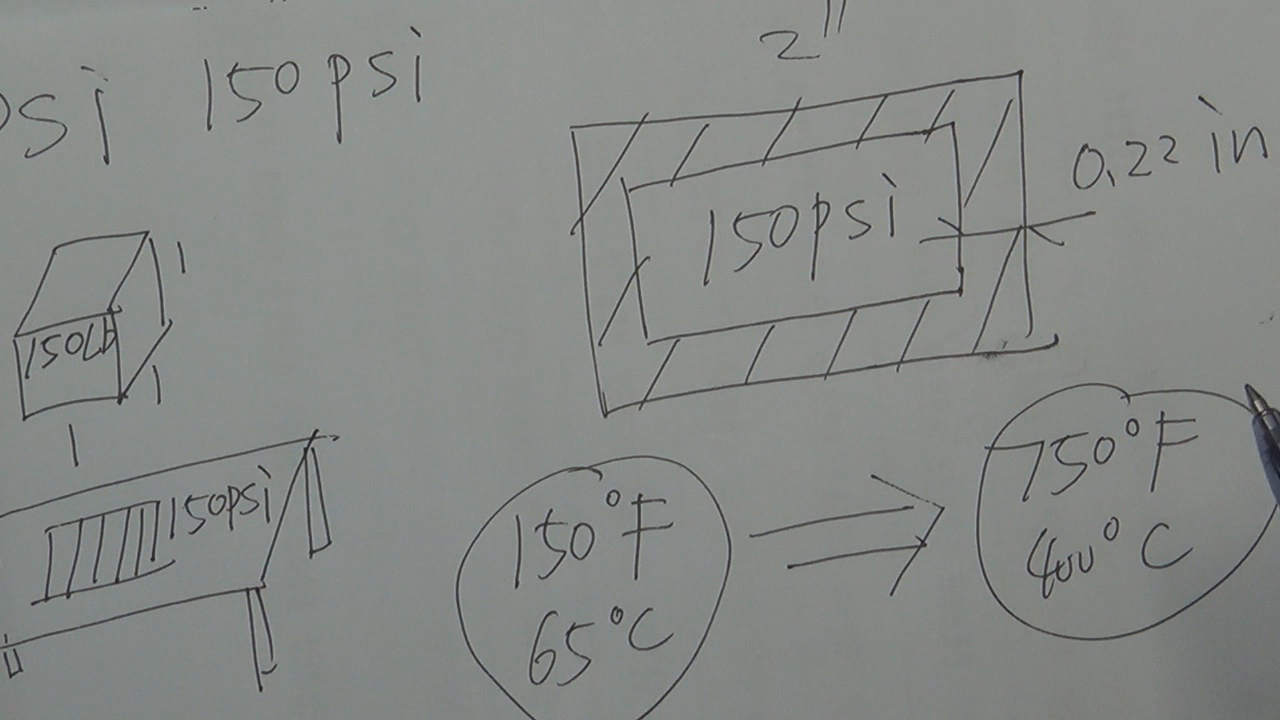 psi 150psi
2"
0.22 in
150psi
1
150Lb
1
1
150psi
150°F
65°C
750°F
400°C